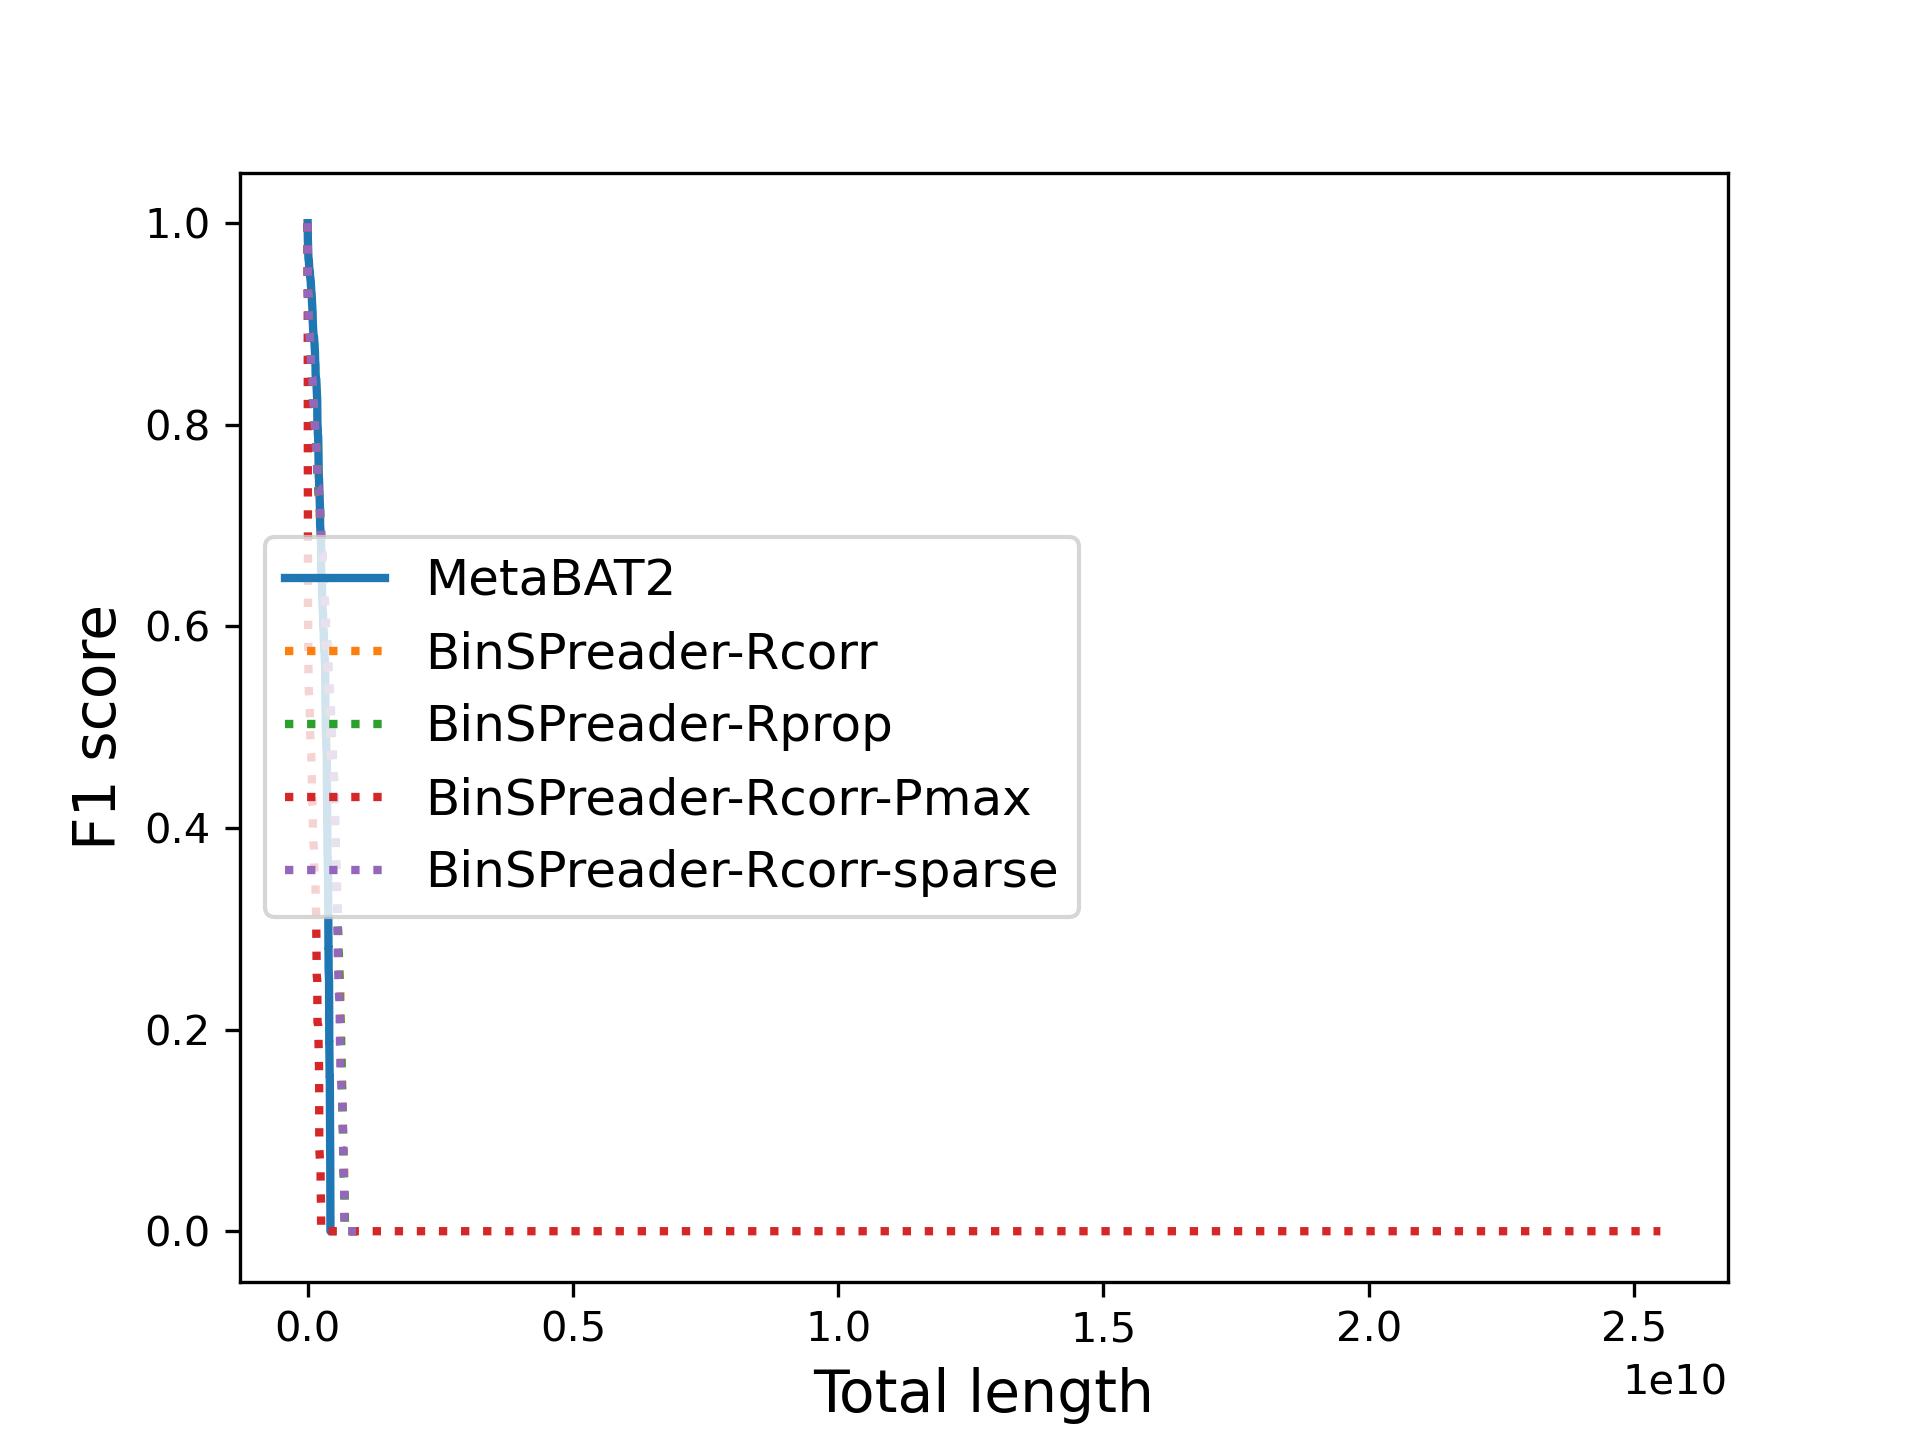 1.0
0.8
0.6
0.4
0.2
0.0
F1 score
MetaBAT2
BinSPreader-Rcorr
BinSPreader-Rprop
BinSPreader-Rcorr-Pmax
BinSPreader-Rcorr-sparse
0.0 0.5 1.0 1.5 2.0 2.5
1e10
Total length